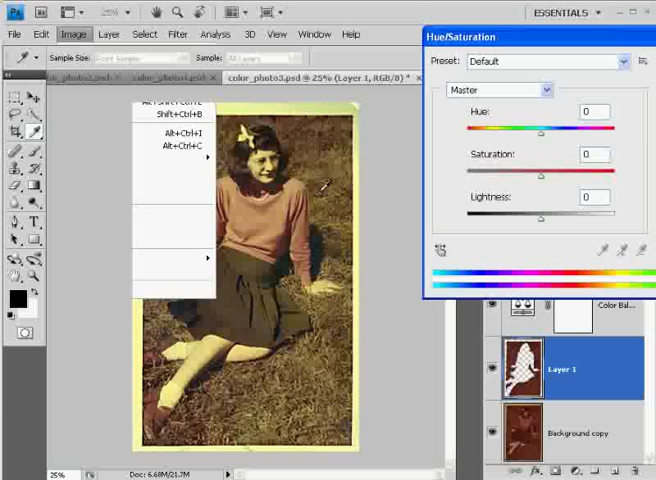 Ps 25% ESSENTIALS
File Edit Image Layer Select Filter Analysis 3D View Window Help
Sample Size: Sample:
color_photo3.psd @ 25% (Layer 1, RGB/8) *
Shift+Ctrl+B
Alt+Ctrl+I
Alt+Ctrl+C
Hue/Saturation
Preset: Default
Master
Hue: 0
Saturation: 0
Lightness: 0
Color Bal...
Layer 1
Background copy
25% Doc: 6.68M/21.7M